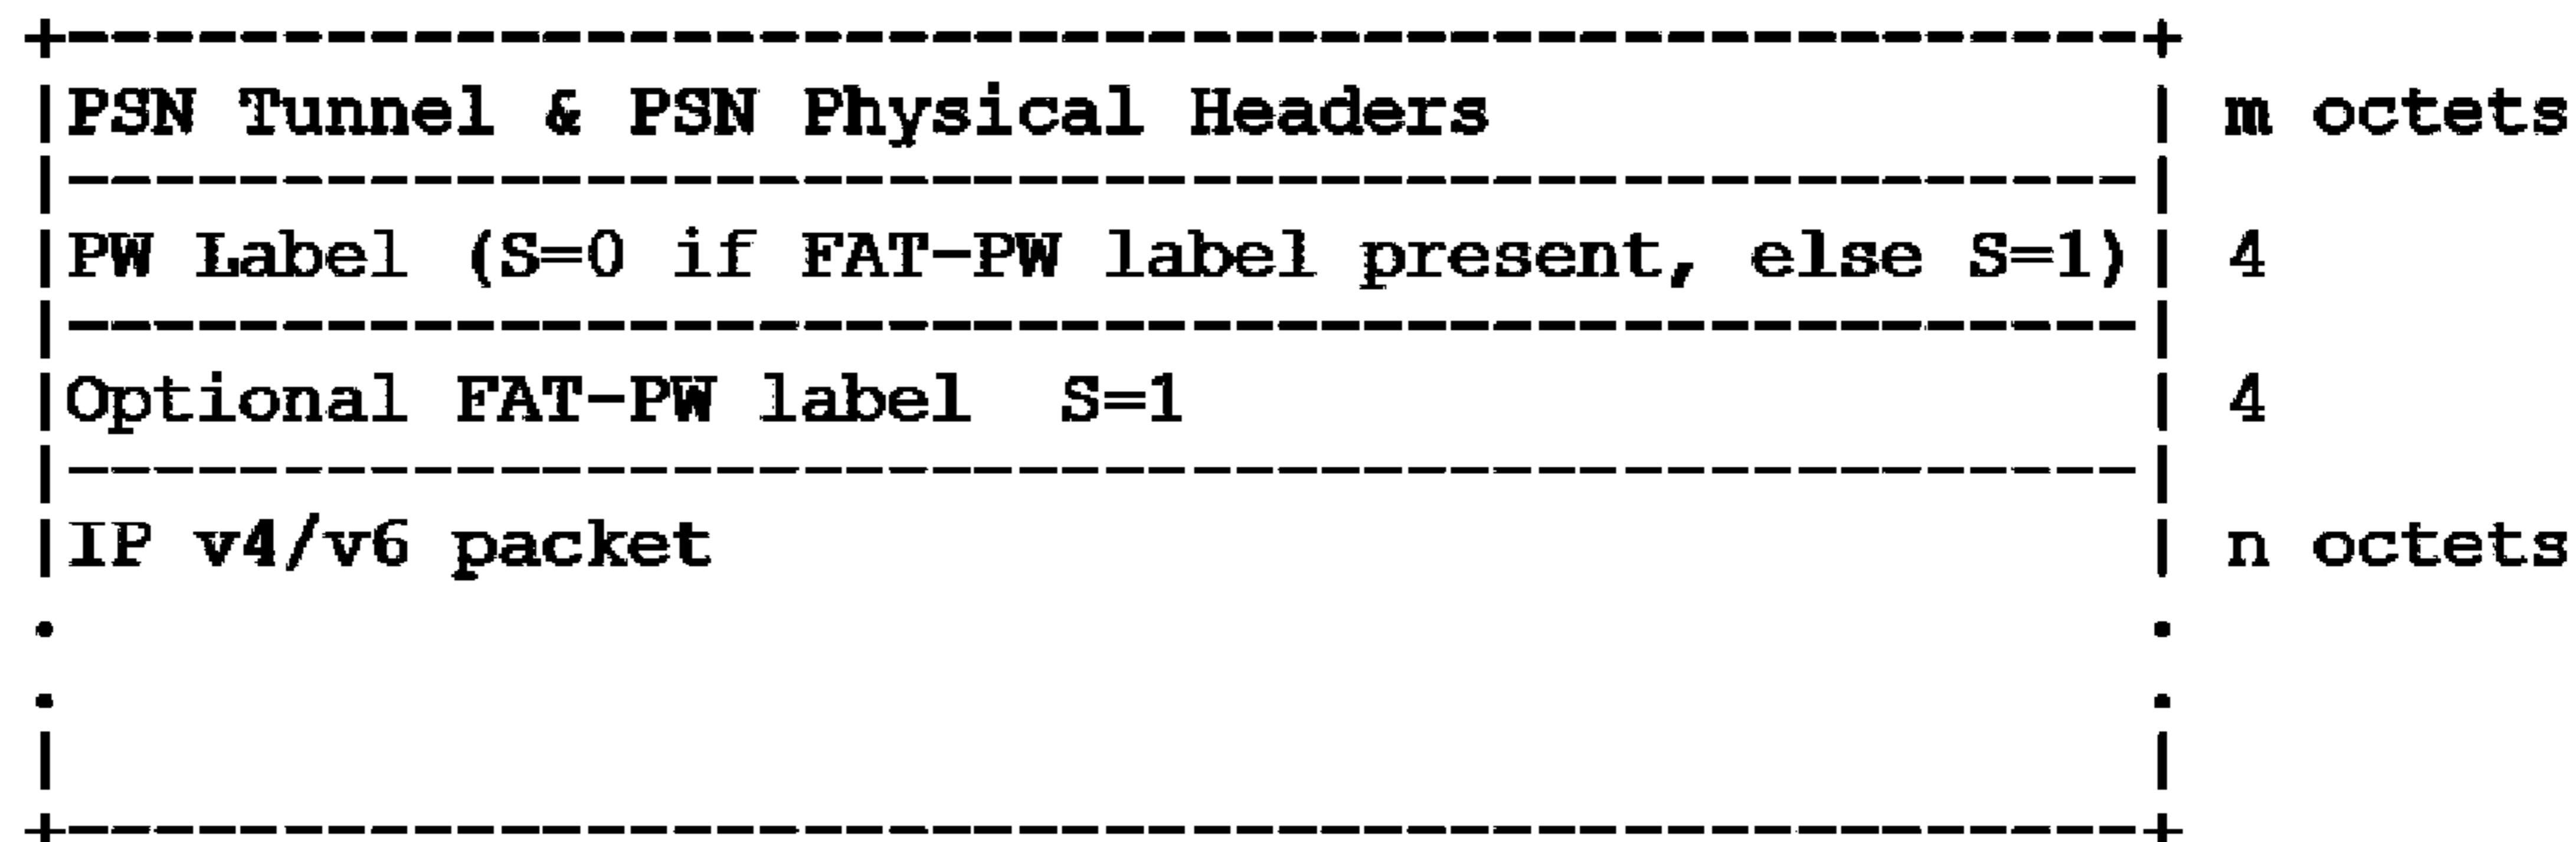 +-------------------------------------------------+
|PSN Tunnel & PSN Physical Headers                | m octets
|-------------------------------------------------|
|PW Label (S=0 if FAT-PW label present, else S=1) | 4
|-------------------------------------------------|
|Optional FAT-PW label  S=1                       | 4
|-------------------------------------------------|
|IP v4/v6 packet                                  | n octets
.                                                 .
.                                                 .
|                                                 |
+-------------------------------------------------+